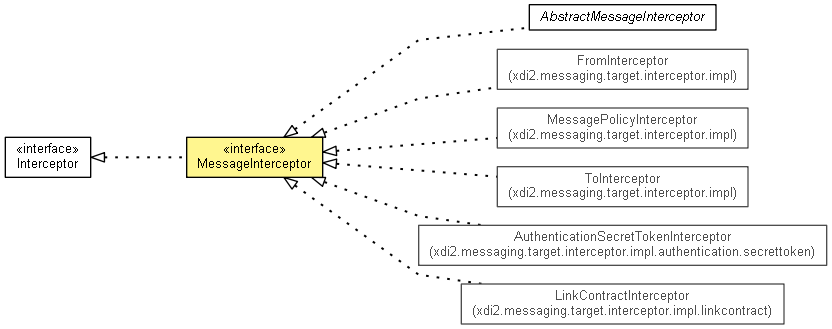 AbstractMessageInterceptor
FromInterceptor
(xdi2.messaging.target.interceptor.impl)
MessagePolicyInterceptor
(xdi2.messaging.target.interceptor.impl)
«interface»
Interceptor
«interface»
MessageInterceptor
ToInterceptor
(xdi2.messaging.target.interceptor.impl)
AuthenticationSecretTokenInterceptor
(xdi2.messaging.target.interceptor.impl.authentication.secrettoken)
LinkContractInterceptor
(xdi2.messaging.target.interceptor.impl.linkcontract)